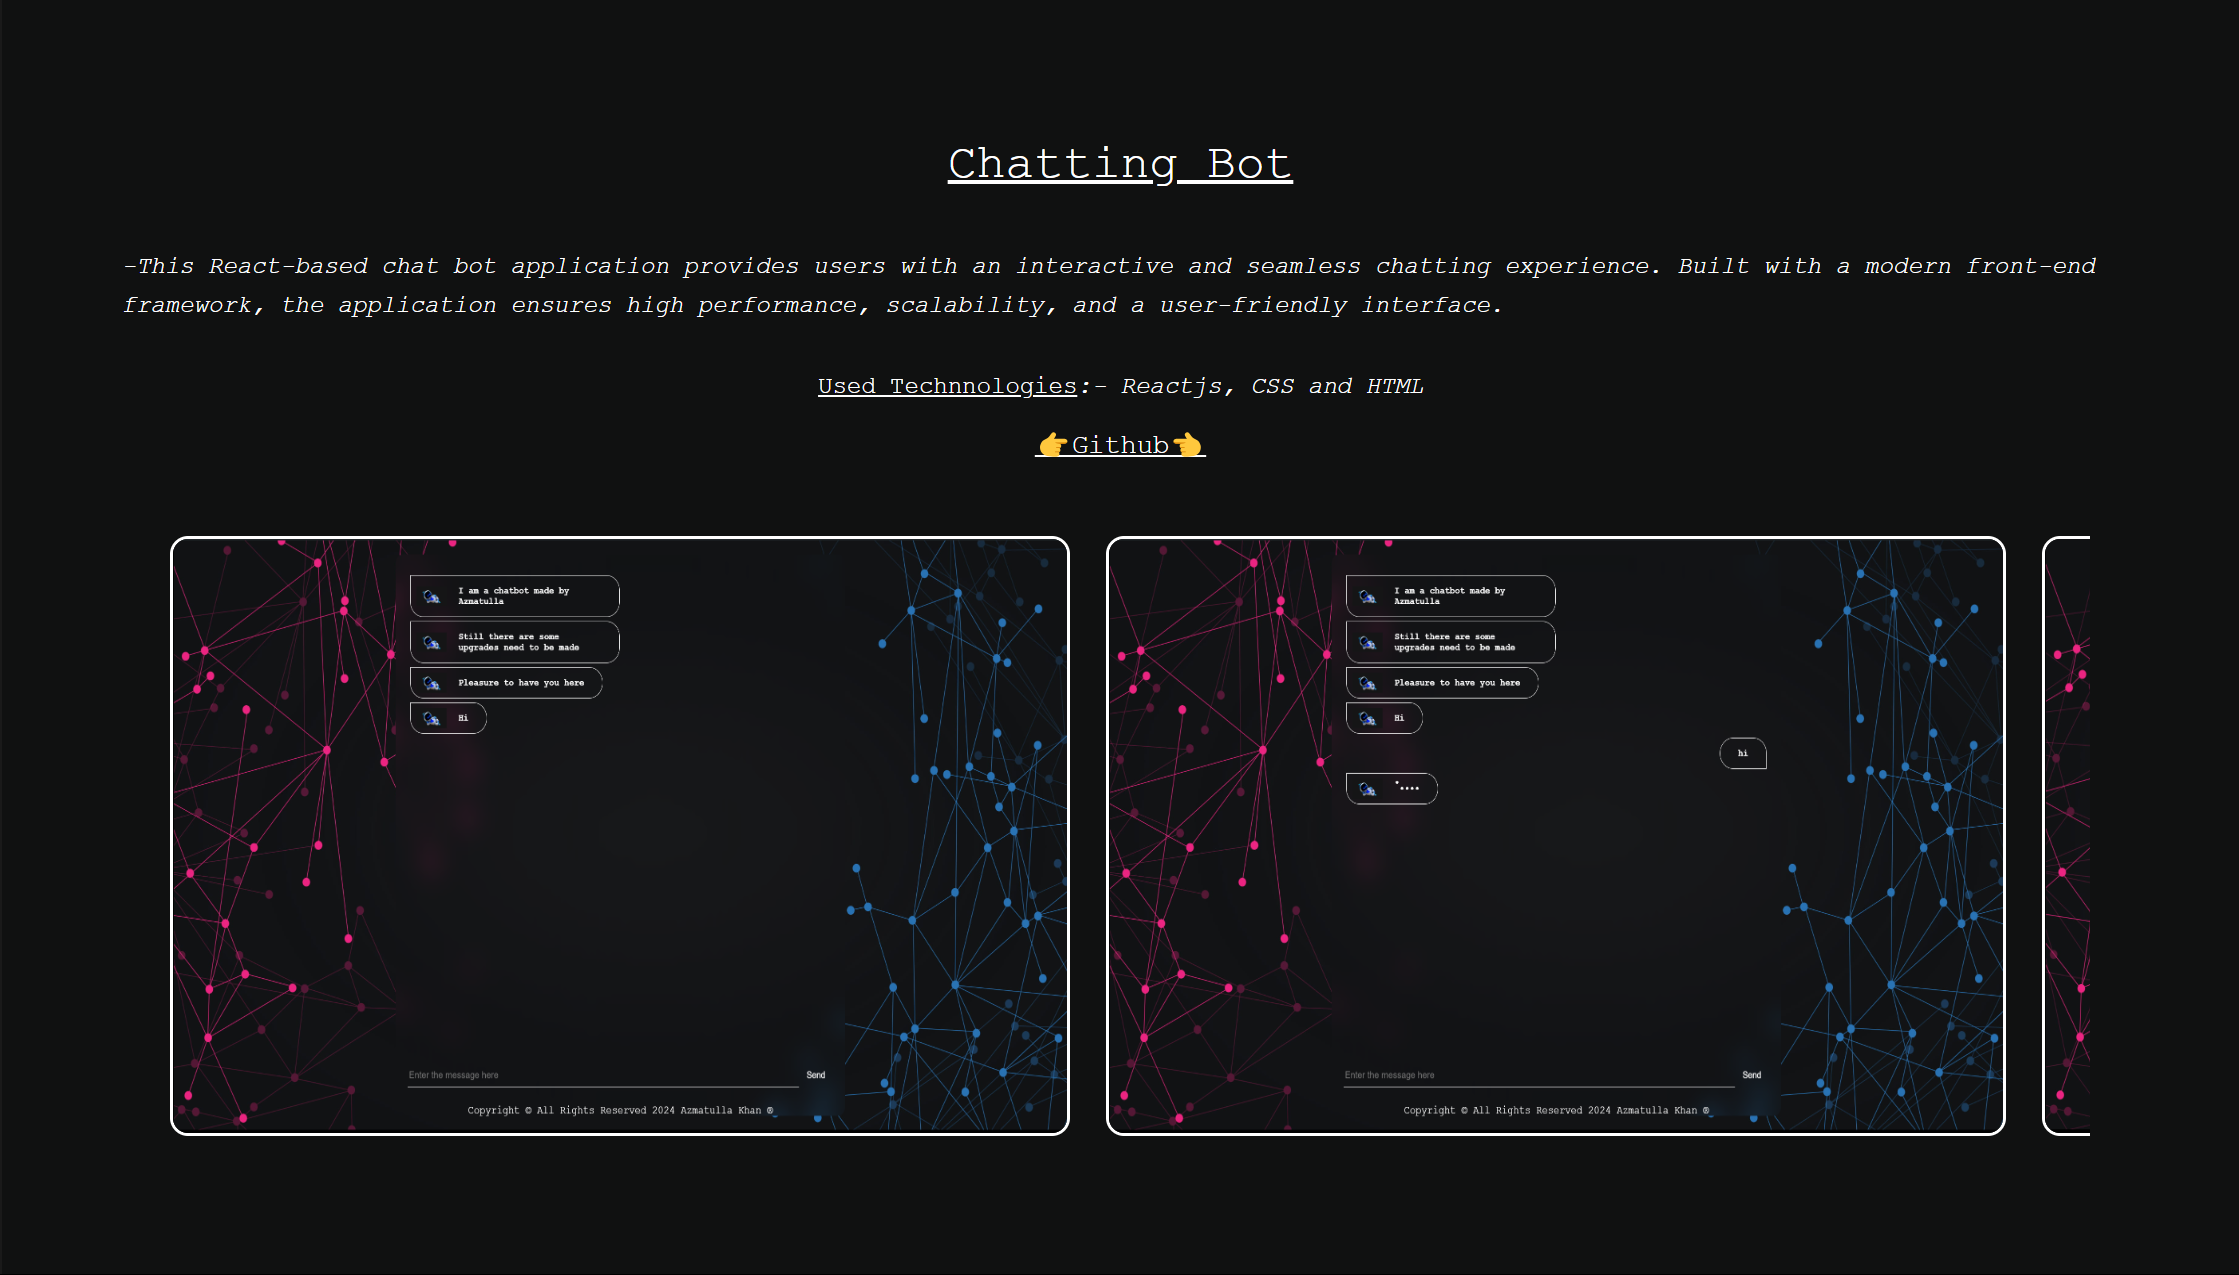 Chatting Bot
-This React-based chat bot application provides users with an interactive and seamless chatting experience. Built with a modern front-end
framework, the application ensures high performance, scalability, and a user-friendly interface.
Used Technnologies:- Reactjs, CSS and HTML
👉Github👈
I am a chatbot made by
Azmatulla
Still there are some
upgrades need to be made
Pleasure to have you here
Hi
Enter the message here
Send
Copyright © All Rights Reserved 2024 Azmatulla Khan ®
I am a chatbot made by
Azmatulla
Still there are some
upgrades need to be made
Pleasure to have you here
Hi
hi
Enter the message here
Send
Copyright © All Rights Reserved 2024 Azmatulla Khan ®